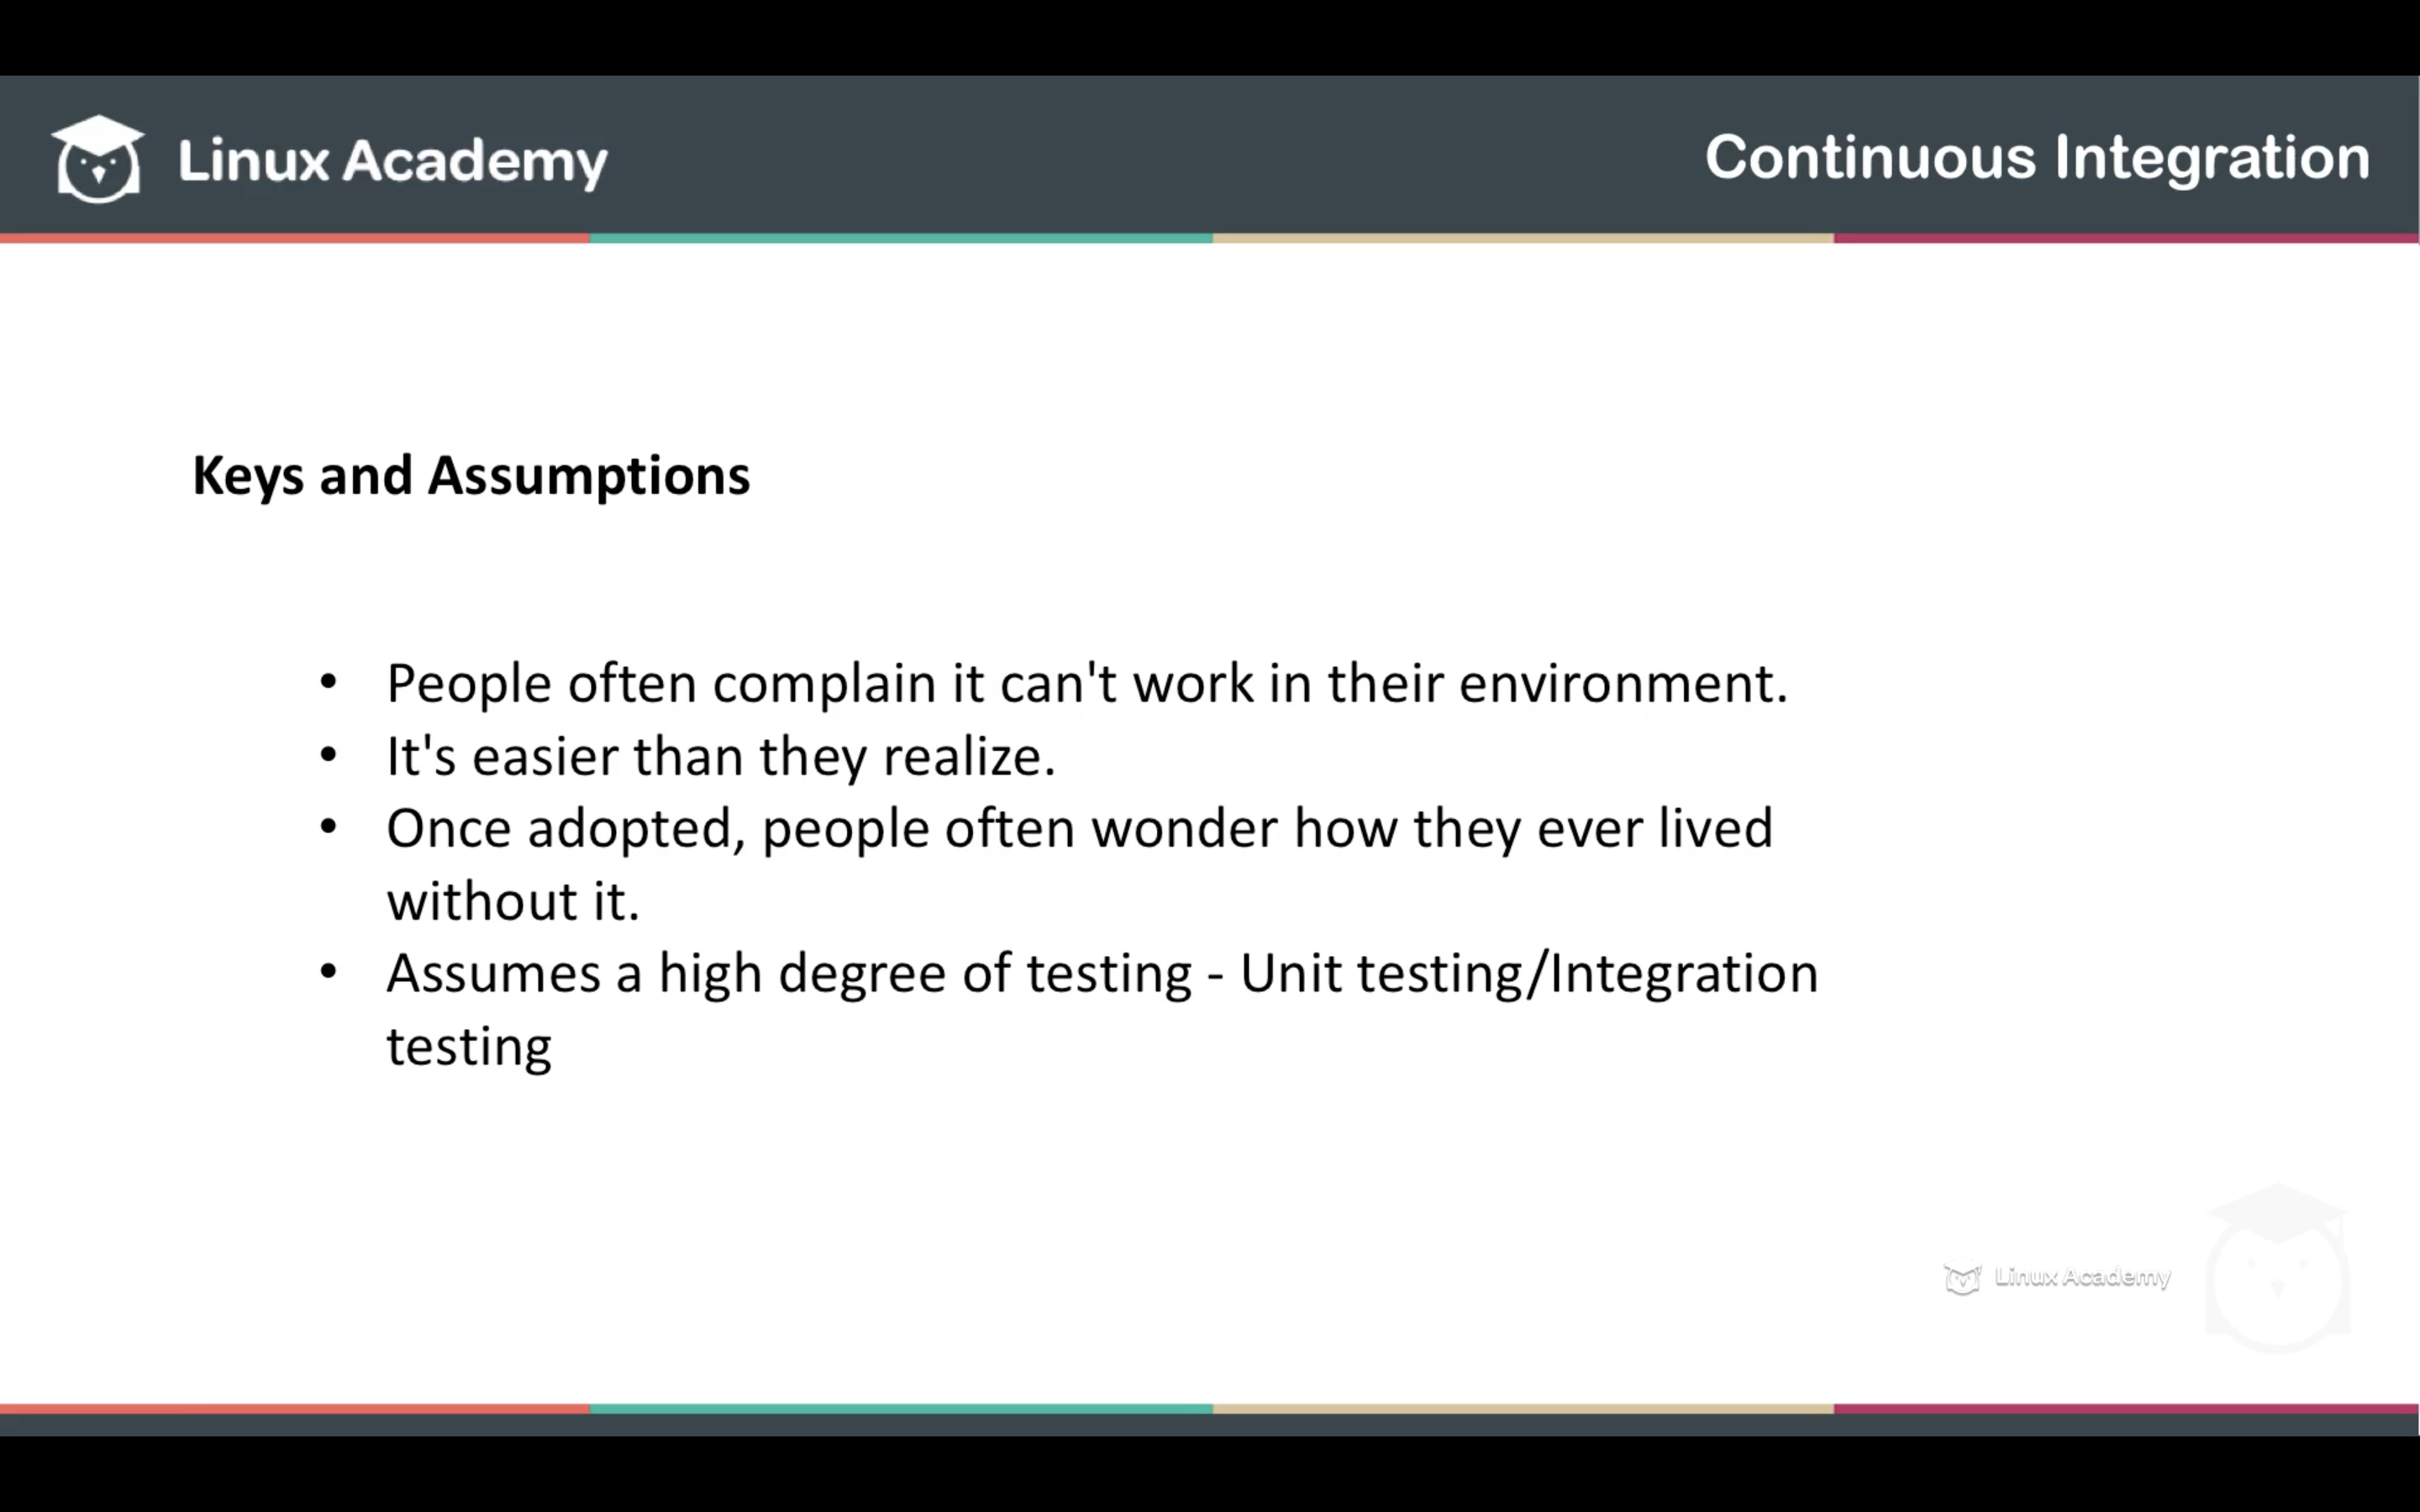 Linux Academy
Continuous Integration
Keys and Assumptions
• People often complain it can't work in their environment.
• It's easier than they realize.
• Once adopted, people often wonder how they ever lived
without it.
• Assumes a high degree of testing - Unit testing/Integration
testing
Linux Academy